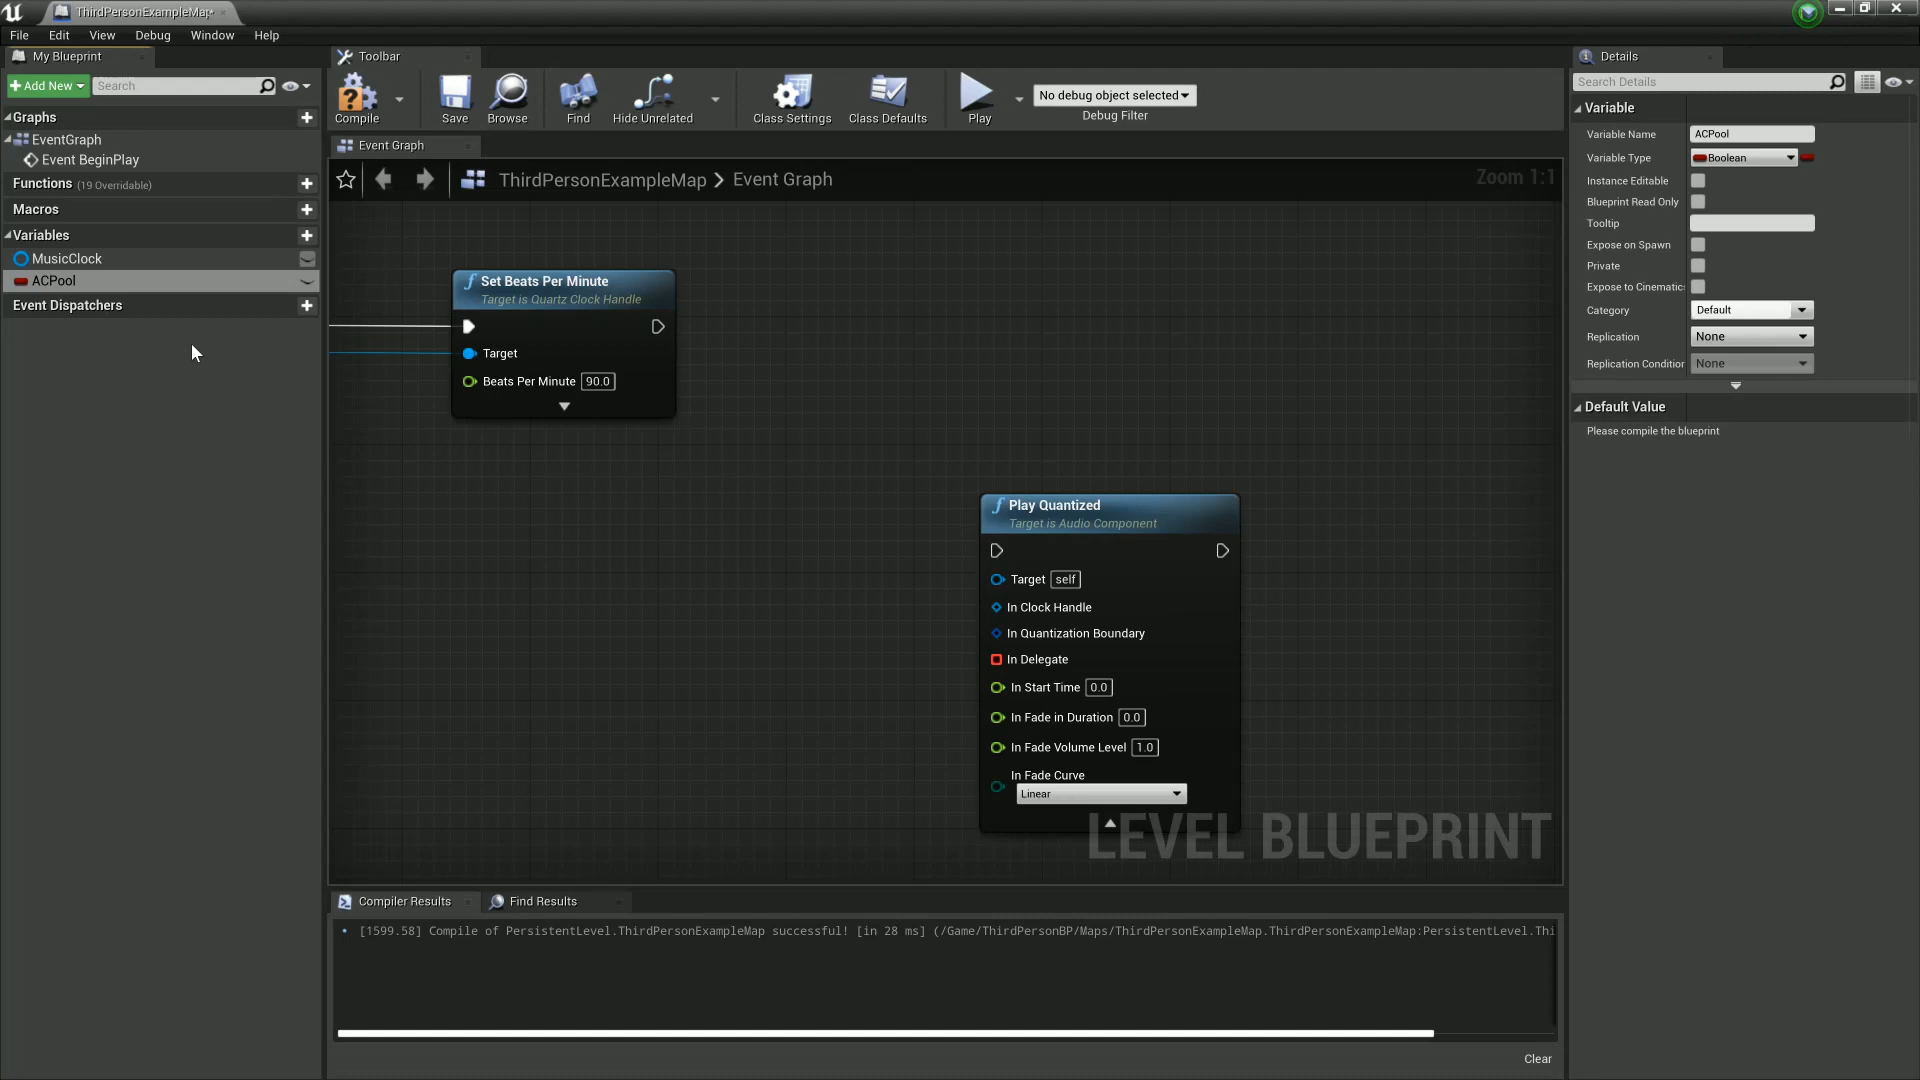 ThirdPersonExampleMap*
File Edit View Debug Window Help
My Blueprint
Add New
Search
Graphs
EventGraph
Event BeginPlay
Functions (19 Overridable)
Macros
Variables
MusicClock
ACPool
Event Dispatchers
Toolbar
Compile
Save
Browse
Find
Hide Unrelated
Class Settings
Class Defaults
Play
No debug object selected
Debug Filter
Event Graph
ThirdPersonExampleMap > Event Graph
Zoom 1:1
f Set Beats Per Minute
Target is Quartz Clock Handle
Target
Beats Per Minute 90.0
f Play Quantized
Target is Audio Component
Target self
In Clock Handle
In Quantization Boundary
In Delegate
In Start Time 0.0
In Fade in Duration 0.0
In Fade Volume Level 1.0
In Fade Curve
Linear
LEVEL BLUEPRINT
Compiler Results
Find Results
[1599.58] Compile of PersistentLevel.ThirdPersonExampleMap successful! [in 28 ms] (/Game/ThirdPersonBP/Maps/ThirdPersonExampleMap.ThirdPersonExampleMap:PersistentLevel.Thi
Clear
Details
Search Details
Variable
Variable Name ACPool
Variable Type Boolean
Instance Editable
Blueprint Read Only
Tooltip
Expose on Spawn
Private
Expose to Cinematics
Category Default
Replication None
Replication Condition None
Default Value
Please compile the blueprint